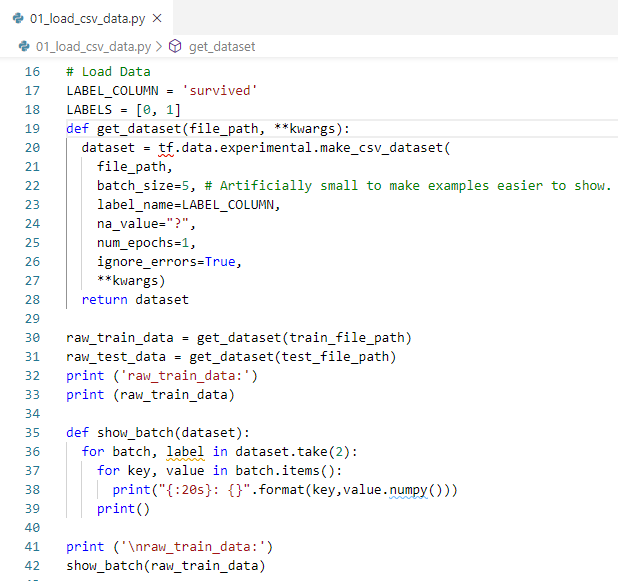 01_load_csv_data.py ×
01_load_csv_data.py > get_dataset
16 # Load Data
17 LABEL_COLUMN = 'survived'
18 LABELS = [0, 1]
19 def get_dataset(file_path, **kwargs):
20   dataset = tf.data.experimental.make_csv_dataset(
21     file_path,
22     batch_size=5, # Artificially small to make examples easier to show.
23     label_name=LABEL_COLUMN,
24     na_value="?",
25     num_epochs=1,
26     ignore_errors=True,
27     **kwargs)
28   return dataset
29
30 raw_train_data = get_dataset(train_file_path)
31 raw_test_data = get_dataset(test_file_path)
32 print ('raw_train_data:')
33 print (raw_train_data)
34
35 def show_batch(dataset):
36   for batch, label in dataset.take(2):
37     for key, value in batch.items():
38       print("{:20s}: {}".format(key,value.numpy()))
39     print()
40
41 print ('\nraw_train_data:')
42 show_batch(raw_train_data)